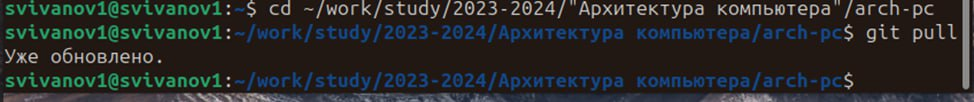 svivanov1@svivanov1:~$ cd ~/work/study/2023-2024/"Архитектура компьютера"/arch-pc
svivanov1@svivanov1:~/work/study/2023-2024/Архитектура компьютера/arch-pc$ git pull
Уже обновлено.
svivanov1@svivanov1:~/work/study/2023-2024/Архитектура компьютера/arch-pc$